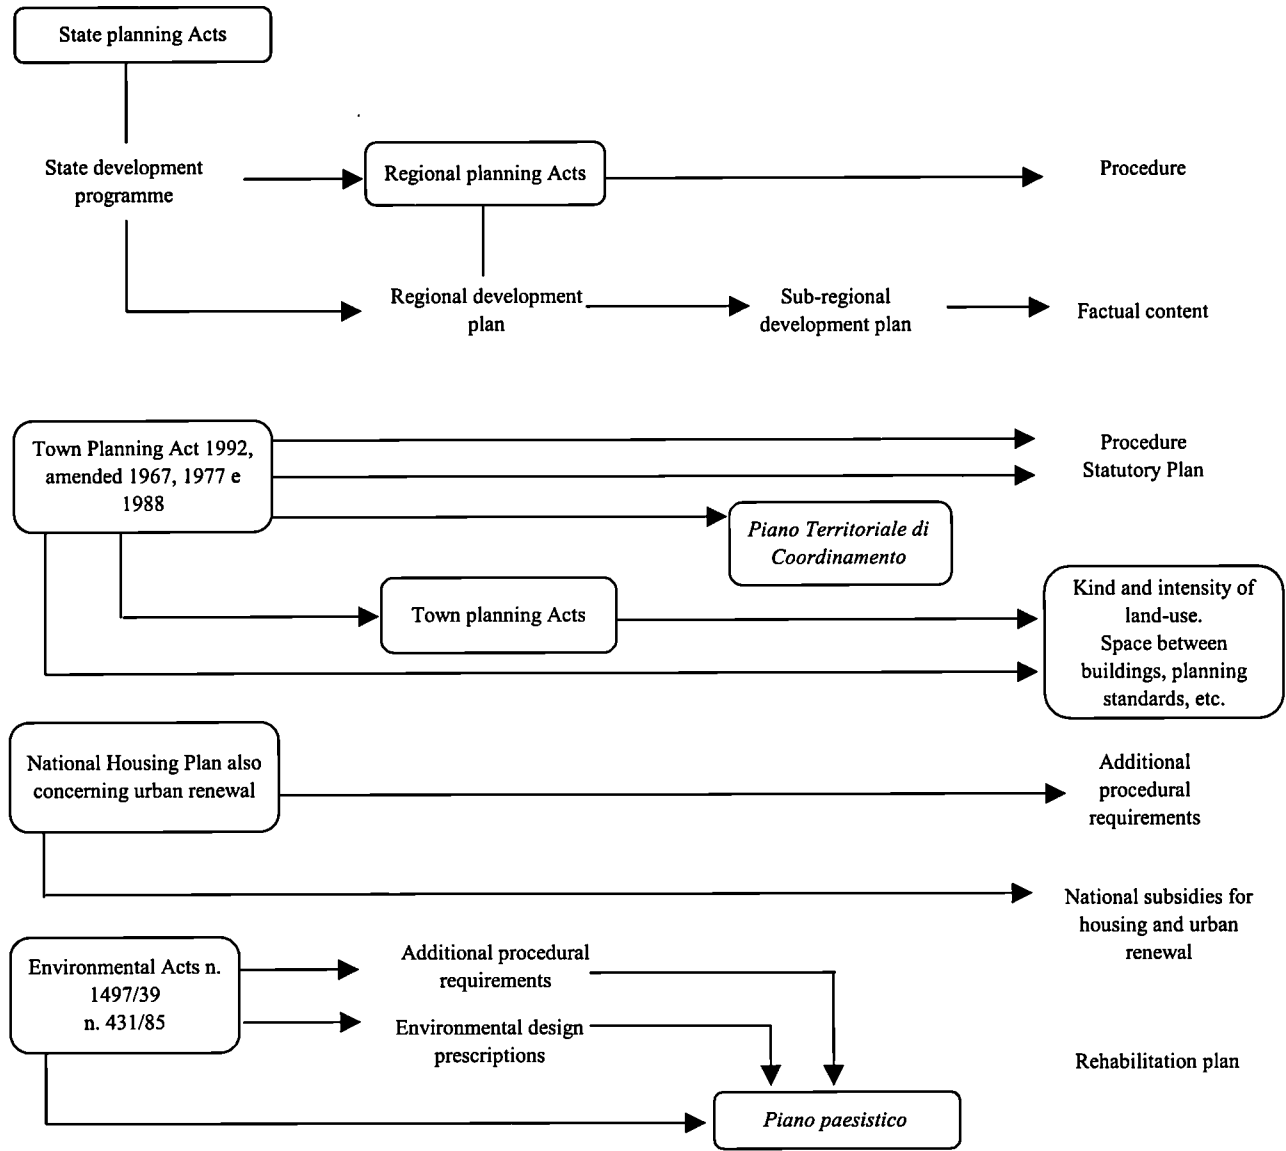 State planning Acts
State development
programme
Regional planning Acts
Procedure
Regional development
plan
Sub-regional
development plan
Factual content
Town Planning Act 1992,
amended 1967, 1977 e
1988
Procedure
Statutory Plan
Piano Territoriale di
Coordinamento
Town planning Acts
Kind and intensity of
land-use.
Space between
buildings, planning
standards, etc.
National Housing Plan also
concerning urban renewal
Additional
procedural
requirements
National subsidies for
housing and urban
renewal
Environmental Acts n.
1497/39
n. 431/85
Additional procedural
requirements
Environmental design
prescriptions
Rehabilitation plan
Piano paesistico